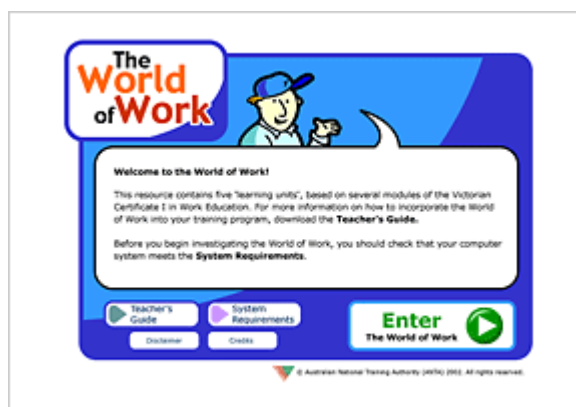 The
World
of Work
Welcome to the World of Work!
This resource contains five 'learning units', based on several modules of the Victorian
Certificate I in Work Education. For more information on how to incorporate the World
of Work into your training program, download the Teacher's Guide.
Before you begin investigating the World of Work, you should check that your computer
system meets the System Requirements.
Teacher's
Guide
System
Requirements
Disclaimer
Credits
Enter
The World of Work
© Australian National Training Authority (ANTA) 2002. All rights reserved.